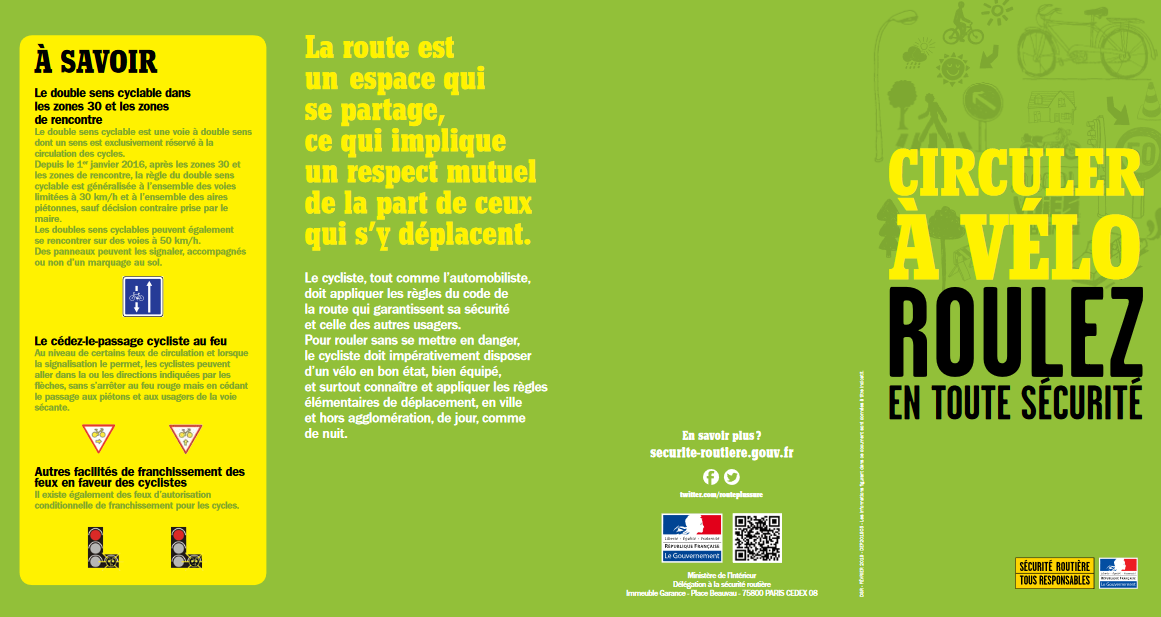 À SAVOIR
Le double sens cyclable dans
les zones 30 et les zones
de rencontre
Le double sens cyclable est une voie à double sens
dont un sens est exclusivement réservé à la
circulation des cycles.
Depuis le 1er janvier 2016, après les zones 30 et
les zones de rencontre, la règle du double sens
cyclable est généralisée à l'ensemble des voies
limitées à 30 km/h et à l'ensemble des aires
piétonnes, sauf décision contraire prise par le
maire.
Les doubles sens cyclables peuvent également
se rencontrer sur des voies à 50 km/h.
Des panneaux peuvent les signaler, accompagnés
ou non d'un marquage au sol.
Le cédez-le-passage cycliste au feu
Au niveau de certains feux de circulation et lorsque
la signalisation le permet, les cyclistes peuvent
aller dans la ou les directions indiquées par les
flèches, sans s'arrêter au feu rouge mais en cédant
le passage aux piétons et aux usagers de la voie
sécante.
Autres facilités de franchissement des
feux en faveur des cyclistes
Il existe également des feux d'autorisation
conditionnelle de franchissement pour les cycles.
La route est
un espace qui
se partage,
ce qui implique
un respect mutuel
de la part de ceux
qui s'y déplacent.
Le cycliste, tout comme l'automobiliste,
doit appliquer les règles du code de
la route qui garantissent sa sécurité
et celle des autres usagers.
Pour rouler sans se mettre en danger,
le cycliste doit impérativement disposer
d'un vélo en bon état, bien équipé,
et surtout connaître et appliquer les règles
élémentaires de déplacement, en ville
et hors agglomération, de jour, comme
de nuit.
En savoir plus ?
securite-routiere.gouv.fr
twitter.com/routeplussure
Liberté • Égalité • Fraternité
RÉPUBLIQUE FRANÇAISE
Le Gouvernement
Ministère de l'Intérieur
Délégation à la sécurité routière
Immeuble Garance - Place Beauvau - 75800 PARIS CEDEX 08
CIRCULER
À VÉLO
ROULEZ
EN TOUTE SÉCURITÉ
SÉCURITÉ ROUTIÈRE
TOUS RESPONSABLES
RÉPUBLIQUE FRANÇAISE
Le Gouvernement